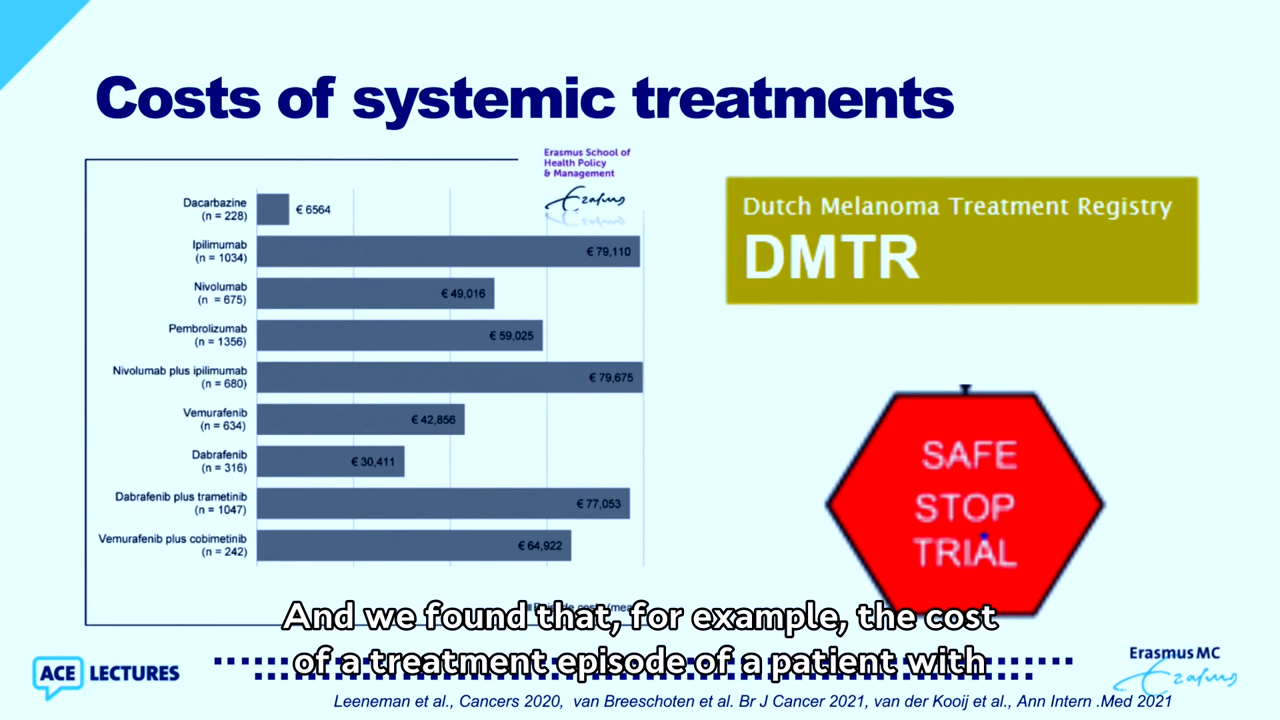 Costs of systemic treatments
Erasmus School of
Health Policy
& Management
Erasmus
Dacarbazine
(n = 228)
€ 6564
Ipilimumab
(n = 1034)
€ 79,110
Nivolumab
(n = 675)
€ 49,016
Pembrolizumab
(n = 1356)
€ 59,025
Nivolumab plus ipilimumab
(n = 680)
€ 79,675
Vemurafenib
(n = 634)
€ 42,856
Dabrafenib
(n = 316)
€ 30,411
Dabrafenib plus trametinib
(n = 1047)
€ 77,053
Vemurafenib plus cobimetinib
(n = 242)
€ 64,922
Dutch Melanoma Treatment Registry
DMTR
SAFE
STOP
TRIAL
And we found that, for example, the cost
of a treatment episode of a patient with
ACE LECTURES
Erasmus MC
Erasmus
Leeneman et al., Cancers 2020, van Breeschoten et al. Br J Cancer 2021, van der Kooij et al., Ann Intern .Med 2021